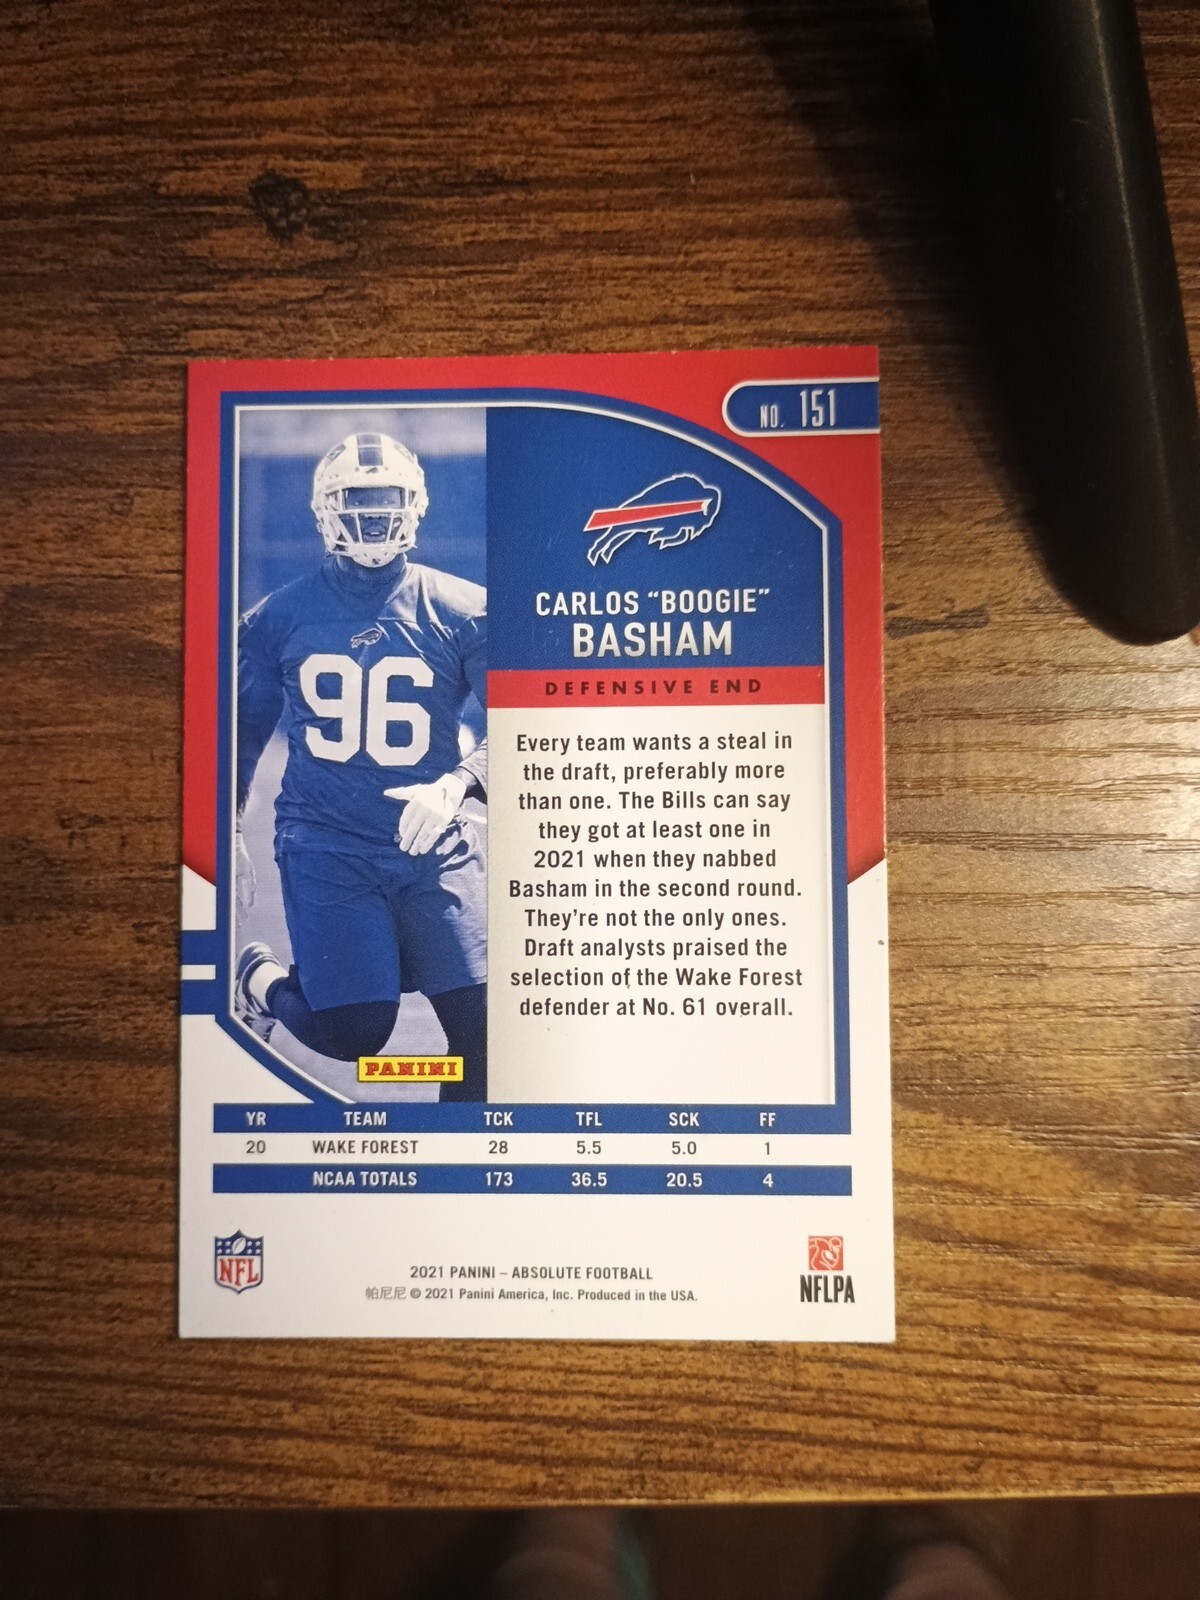 NO. 151
CARLOS “BOOGIE”
BASHAM
DEFENSIVE END
96
Every team wants a steal in
the draft, preferably more
than one. The Bills can say
they got at least one in
2021 when they nabbed
Basham in the second round.
They’re not the only ones.
Draft analysts praised the
selection of the Wake Forest
defender at No. 61 overall.
PANINI
YR TEAM TCK TFL SCK FF
20 WAKE FOREST 28 5.5 5.0 1
NCAA TOTALS 173 36.5 20.5 4
NFL
2021 PANINI – ABSOLUTE FOOTBALL
帕尼尼 © 2021 Panini America, Inc. Produced in the USA.
NFLPA